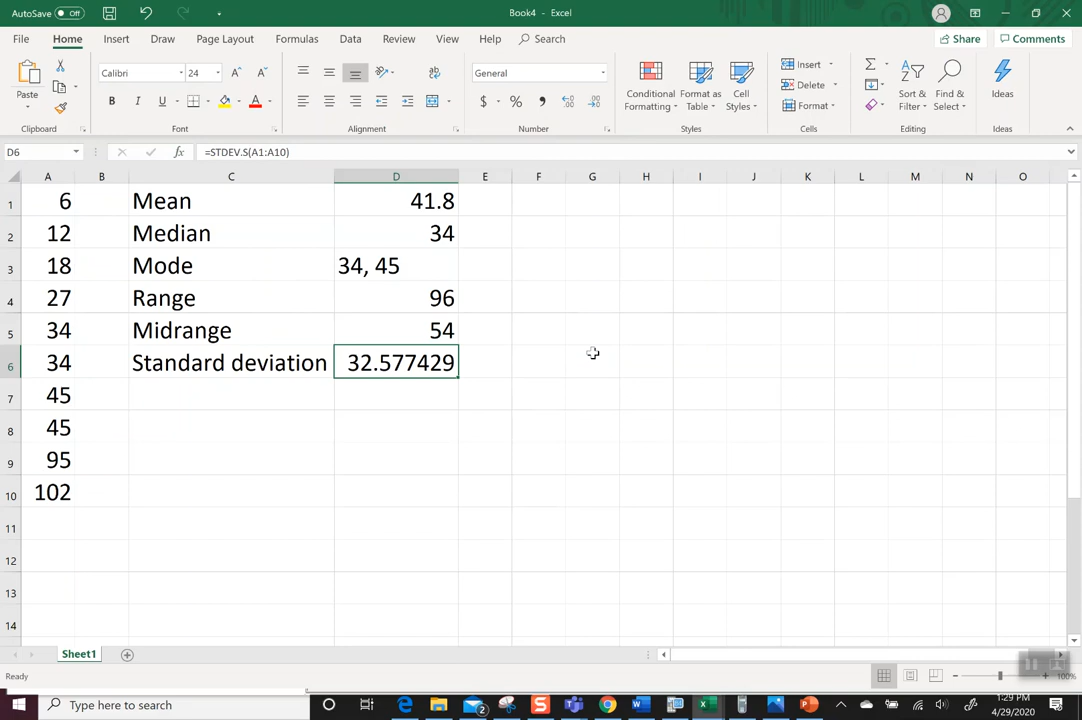 AutoSave Off Book4 - Excel
File Home Insert Draw Page Layout Formulas Data Review View Help Search Share Comments
Paste
Clipboard
Calibri 24
B I U A
Font
Alignment
General
$ % ,
Number
Conditional Formatting
Format as Table
Cell Styles
Styles
Insert
Delete
Format
Cells
Sort & Filter
Find & Select
Editing
Ideas
Ideas
D6 fx =STDEV.S(A1:A10)
A B C D E F G H I J K L M N O
1 6 Mean 41.8
2 12 Median 34
3 18 Mode 34, 45
4 27 Range 96
5 34 Midrange 54
6 34 Standard deviation 32.577429
7 45
8 45
9 95
10 102
11
12
13
14
Sheet1
Ready 100%
Type here to search
2
1:29 PM
4/29/2020